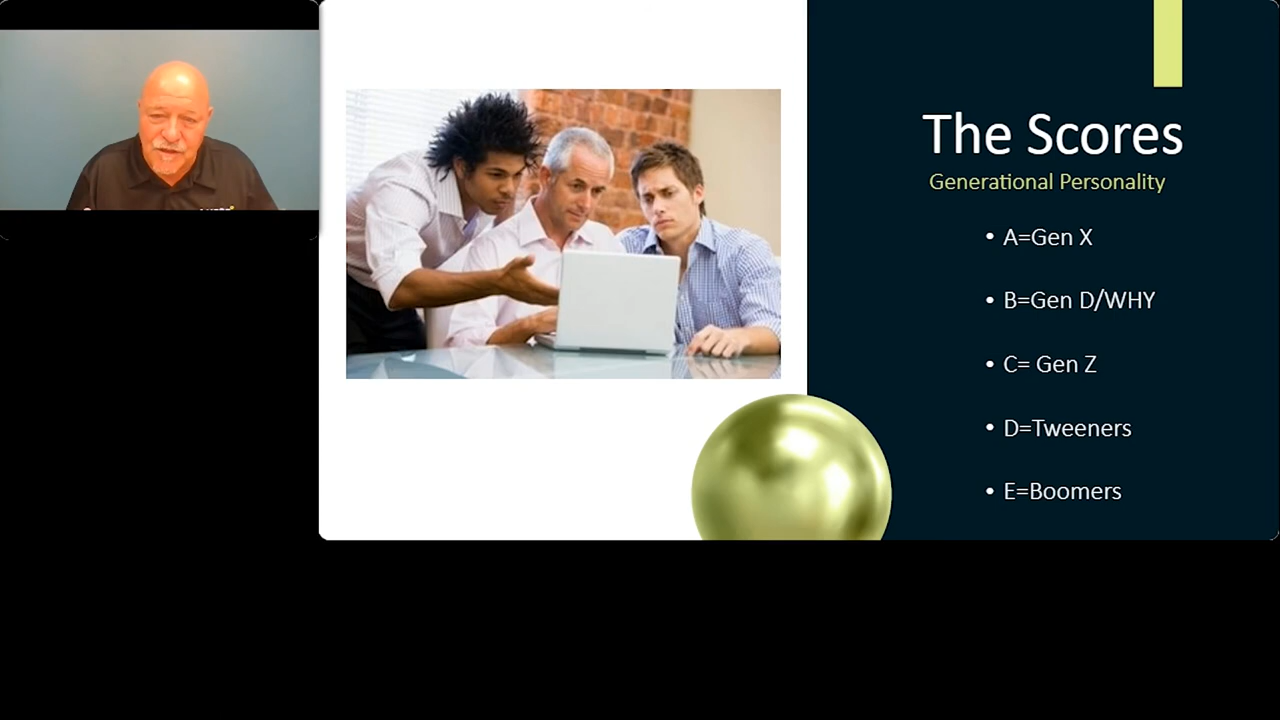 The Scores
Generational Personality
• A=Gen X
• B=Gen D/WHY
• C= Gen Z
• D=Tweeners
• E=Boomers